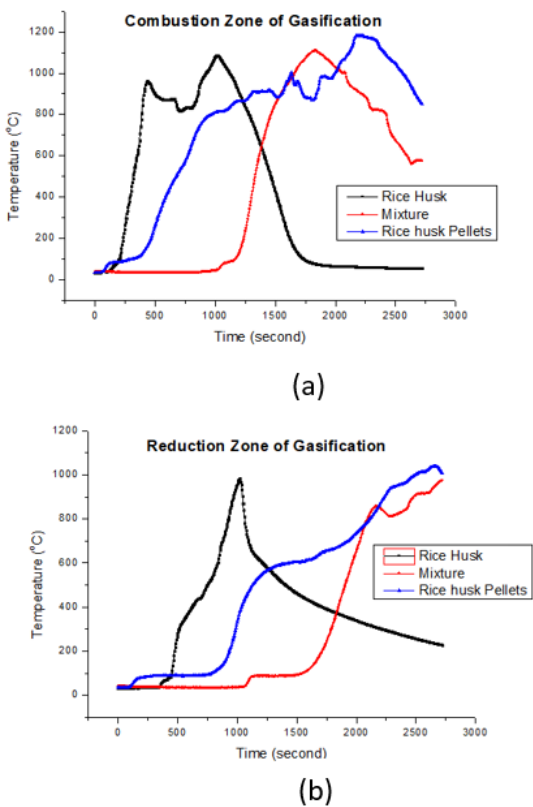 Combustion Zone of Gasification
1200
1000
800
600
400
200
0
Temperature (°C)
Rice Husk
Mixture
Rice husk Pellets
0 500 1000 1500 2000 2500 3000
Time (second)
(a)
Reduction Zone of Gasification
1200
1000
800
600
400
200
0
Temperature (°C)
Rice Husk
Mixture
Rice husk Pellets
0 500 1000 1500 2000 2500 3000
Time (second)
(b)